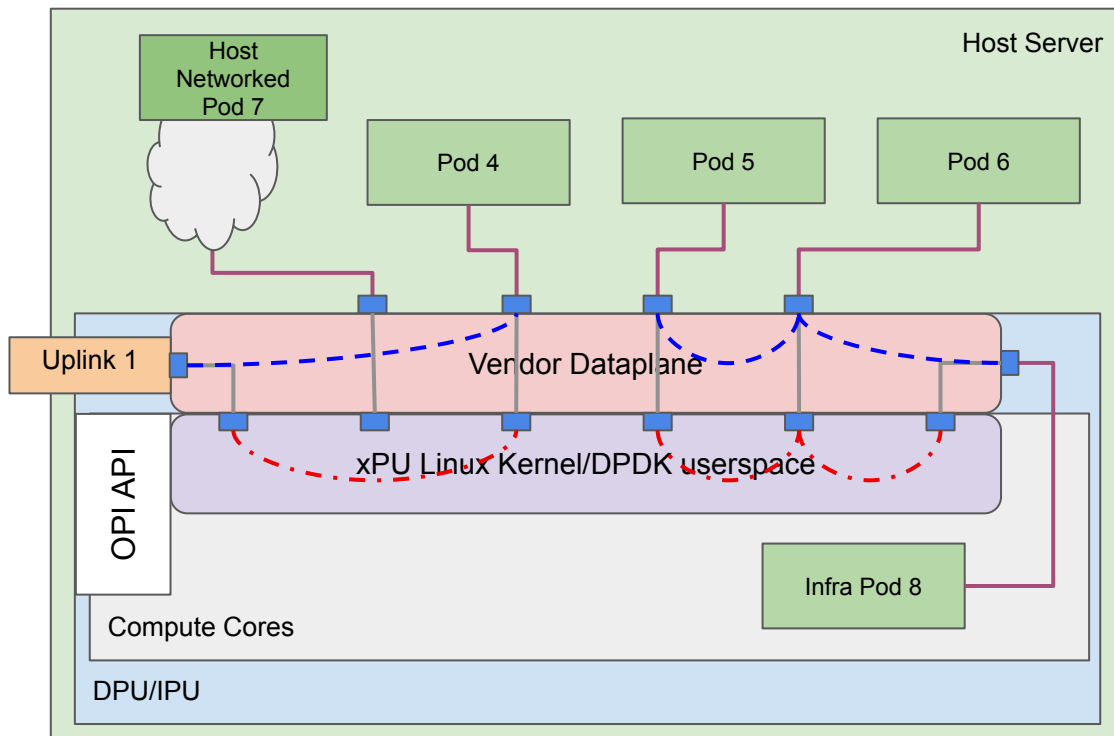 Host Server
Host
Networked
Pod 7
Pod 4
Pod 5
Pod 6
Uplink 1
Vendor Dataplane
xPU Linux Kernel/DPDK userspace
OPI API
Infra Pod 8
Compute Cores
DPU/IPU